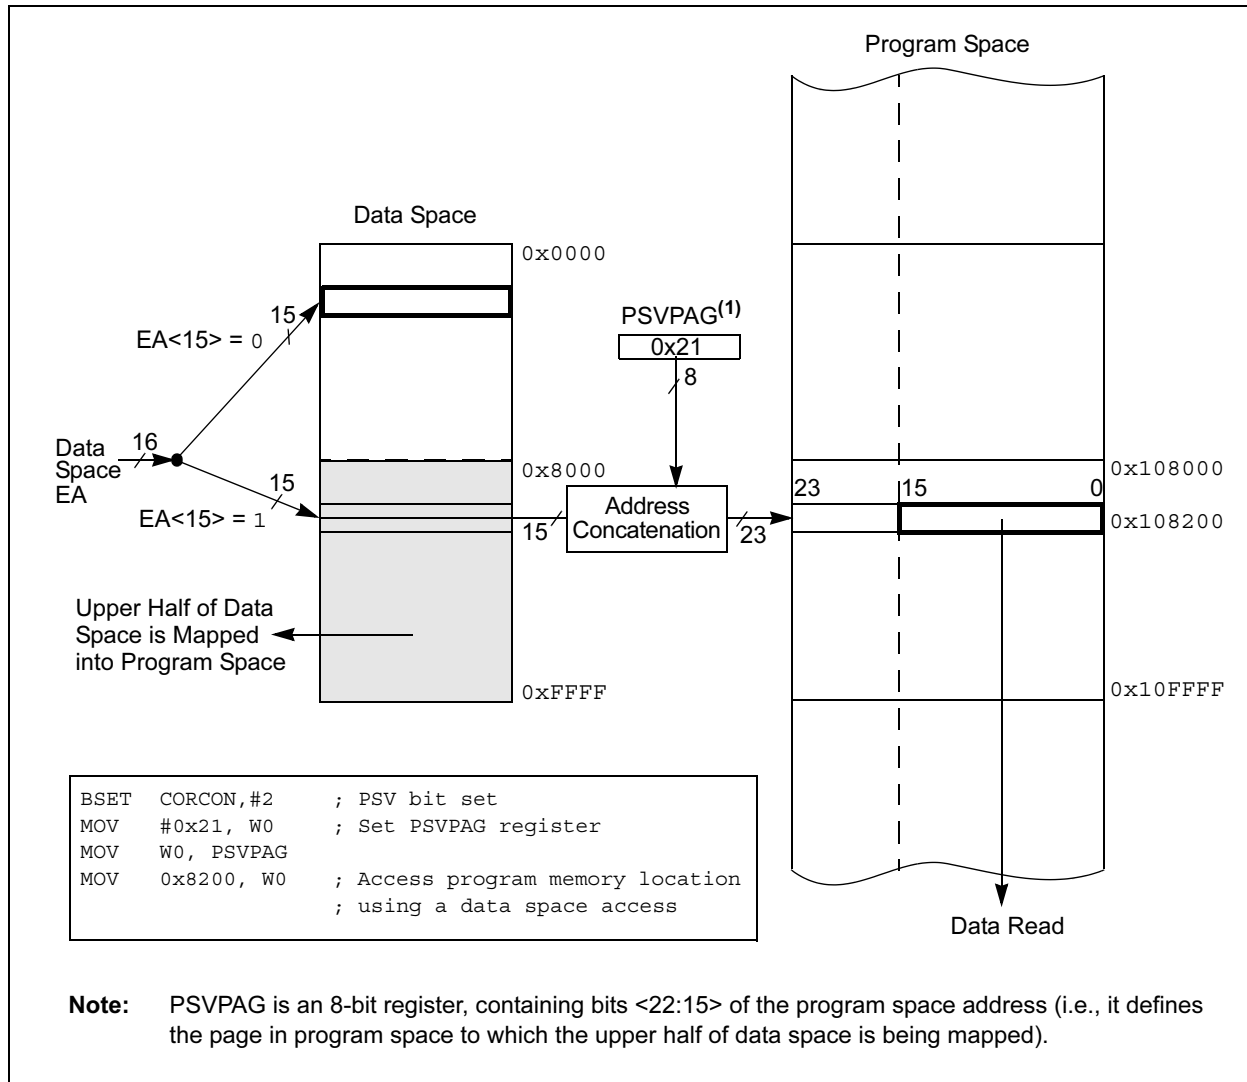 Program Space
Data Space
0x0000
PSVPAG(1)
0x21
8
15
EA<15> = 0
16
Data
Space
EA
15
EA<15> = 1
0x8000
15
Address
Concatenation
23
0x108000
23 15 0
0x108200
Upper Half of Data
Space is Mapped
into Program Space
0xFFFF
0x10FFFF
BSET CORCON,#2 ; PSV bit set
MOV #0x21, W0 ; Set PSVPAG register
MOV W0, PSVPAG
MOV 0x8200, W0 ; Access program memory location
; using a data space access
Data Read
Note: PSVPAG is an 8-bit register, containing bits <22:15> of the program space address (i.e., it defines
the page in program space to which the upper half of data space is being mapped).